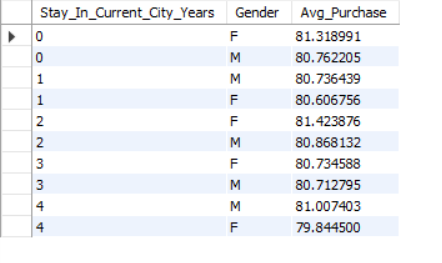 Stay_In_Current_City_Years Gender Avg_Purchase
0 F 81.318991
0 M 80.762205
1 M 80.736439
1 F 80.606756
2 F 81.423876
2 M 80.868132
3 F 80.734588
3 M 80.712795
4 M 81.007403
4 F 79.844500